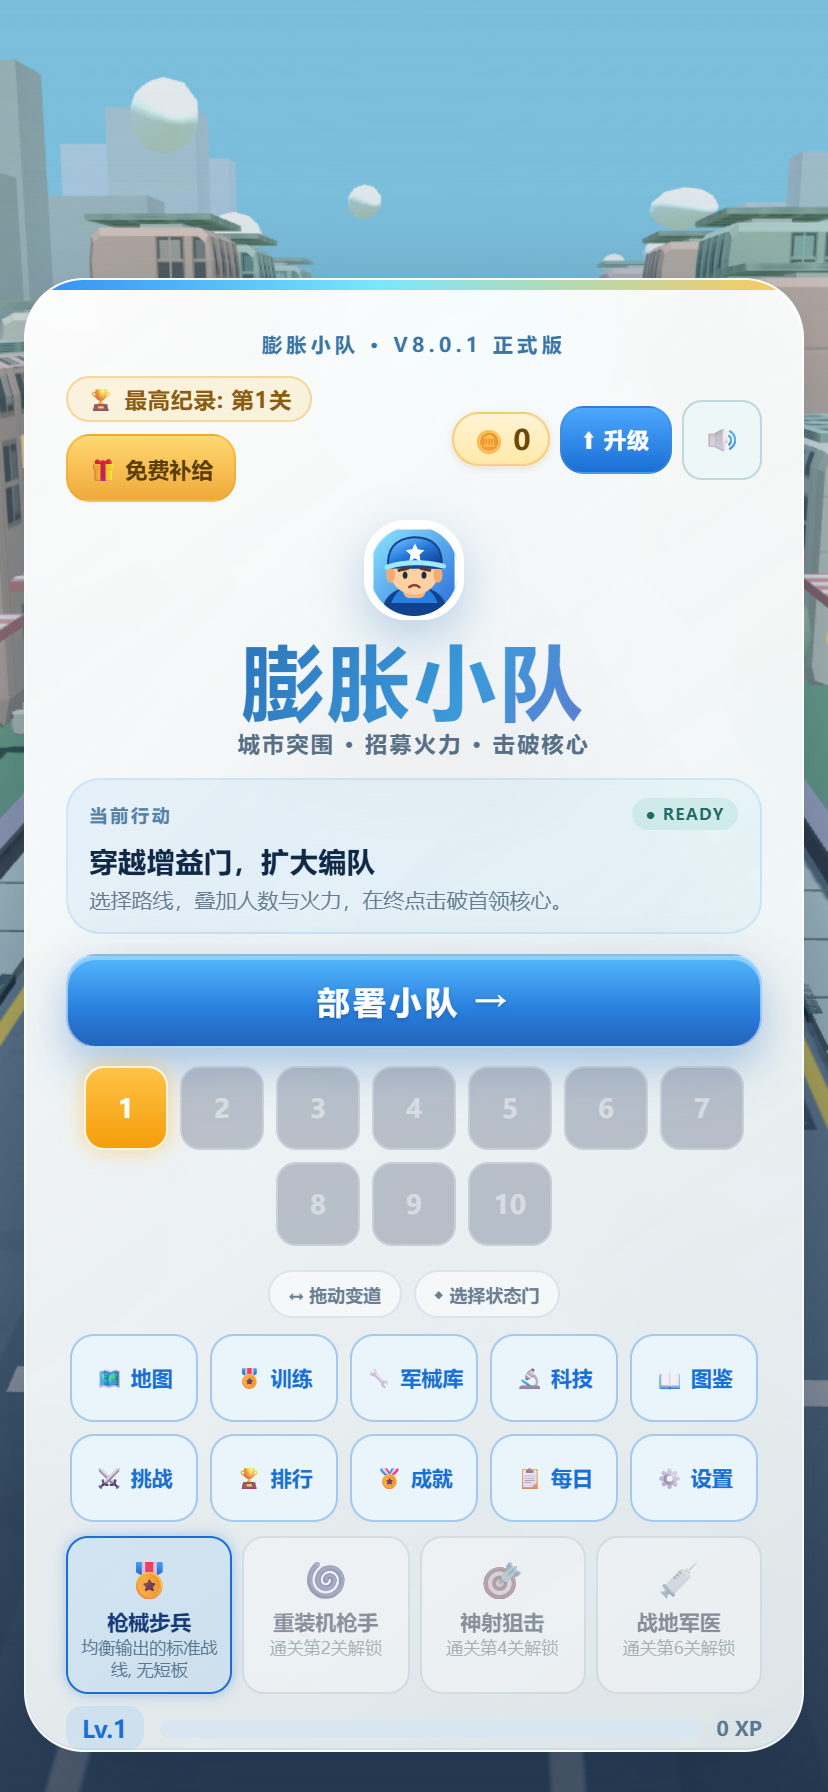 膨胀小队 • V8.0.1 正式版
最高纪录: 第1关
免费补给
0
⬆ 升级
膨胀小队
城市突围 • 招募火力 • 击破核心
当前行动
● READY
穿越增益门，扩大编队
选择路线，叠加人数与火力，在终点击破首领核心。
部署小队 →
1 2 3 4 5 6 7
8 9 10
↔ 拖动变道
◆ 选择状态门
地图 训练 军械库 科技 图鉴
挑战 排行 成就 每日 设置
枪械步兵
均衡输出的标准战
线, 无短板
重装机枪手
通关第2关解锁
神射狙击
通关第4关解锁
战地军医
通关第6关解锁
Lv.1
0 XP